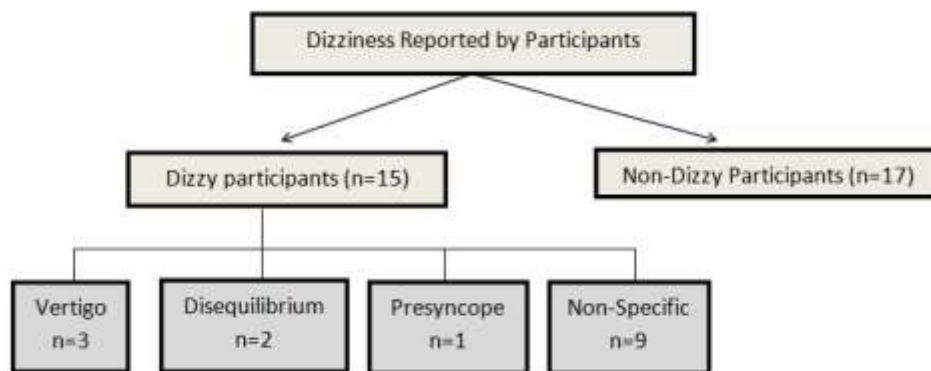 Dizziness Reported by Participants
Dizzy participants (n=15)
Non-Dizzy Participants (n=17)
Vertigo
n=3
Disequilibrium
n=2
Presyncope
n=1
Non-Specific
n=9